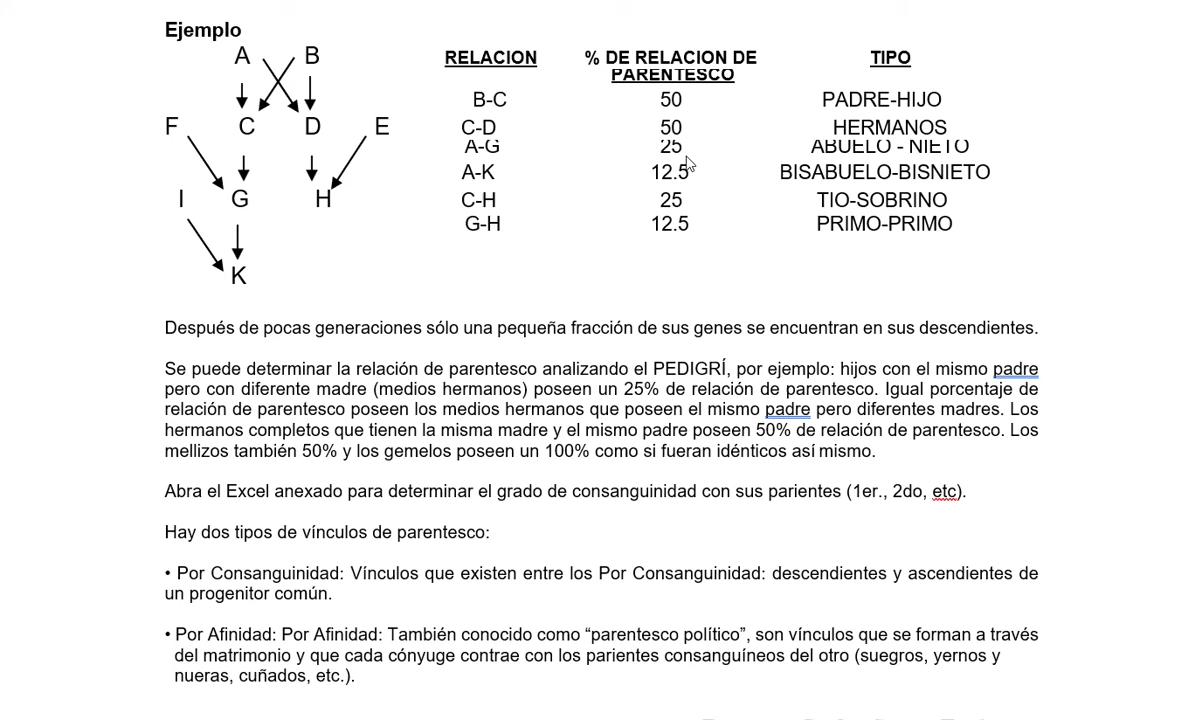 Ejemplo
A B
F C D E
I G H
K
RELACION % DE RELACION DE PARENTESCO TIPO
B-C 50 PADRE-HIJO
C-D 50 HERMANOS
A-G 25 ABUELO - NIETO
A-K 12.5 BISABUELO-BISNIETO
C-H 25 TIO-SOBRINO
G-H 12.5 PRIMO-PRIMO
Después de pocas generaciones sólo una pequeña fracción de sus genes se encuentran en sus descendientes.
Se puede determinar la relación de parentesco analizando el PEDIGRÍ, por ejemplo: hijos con el mismo padre
pero con diferente madre (medios hermanos) poseen un 25% de relación de parentesco. Igual porcentaje de
relación de parentesco poseen los medios hermanos que poseen el mismo padre pero diferentes madres. Los
hermanos completos que tienen la misma madre y el mismo padre poseen 50% de relación de parentesco. Los
mellizos también 50% y los gemelos poseen un 100% como si fueran idénticos así mismo.
Abra el Excel anexado para determinar el grado de consanguinidad con sus parientes (1er., 2do, etc).
Hay dos tipos de vínculos de parentesco:
• Por Consanguinidad: Vínculos que existen entre los Por Consanguinidad: descendientes y ascendientes de
un progenitor común.
• Por Afinidad: Por Afinidad: También conocido como “parentesco político”, son vínculos que se forman a través
del matrimonio y que cada cónyuge contrae con los parientes consanguíneos del otro (suegros, yernos y
nueras, cuñados, etc.).